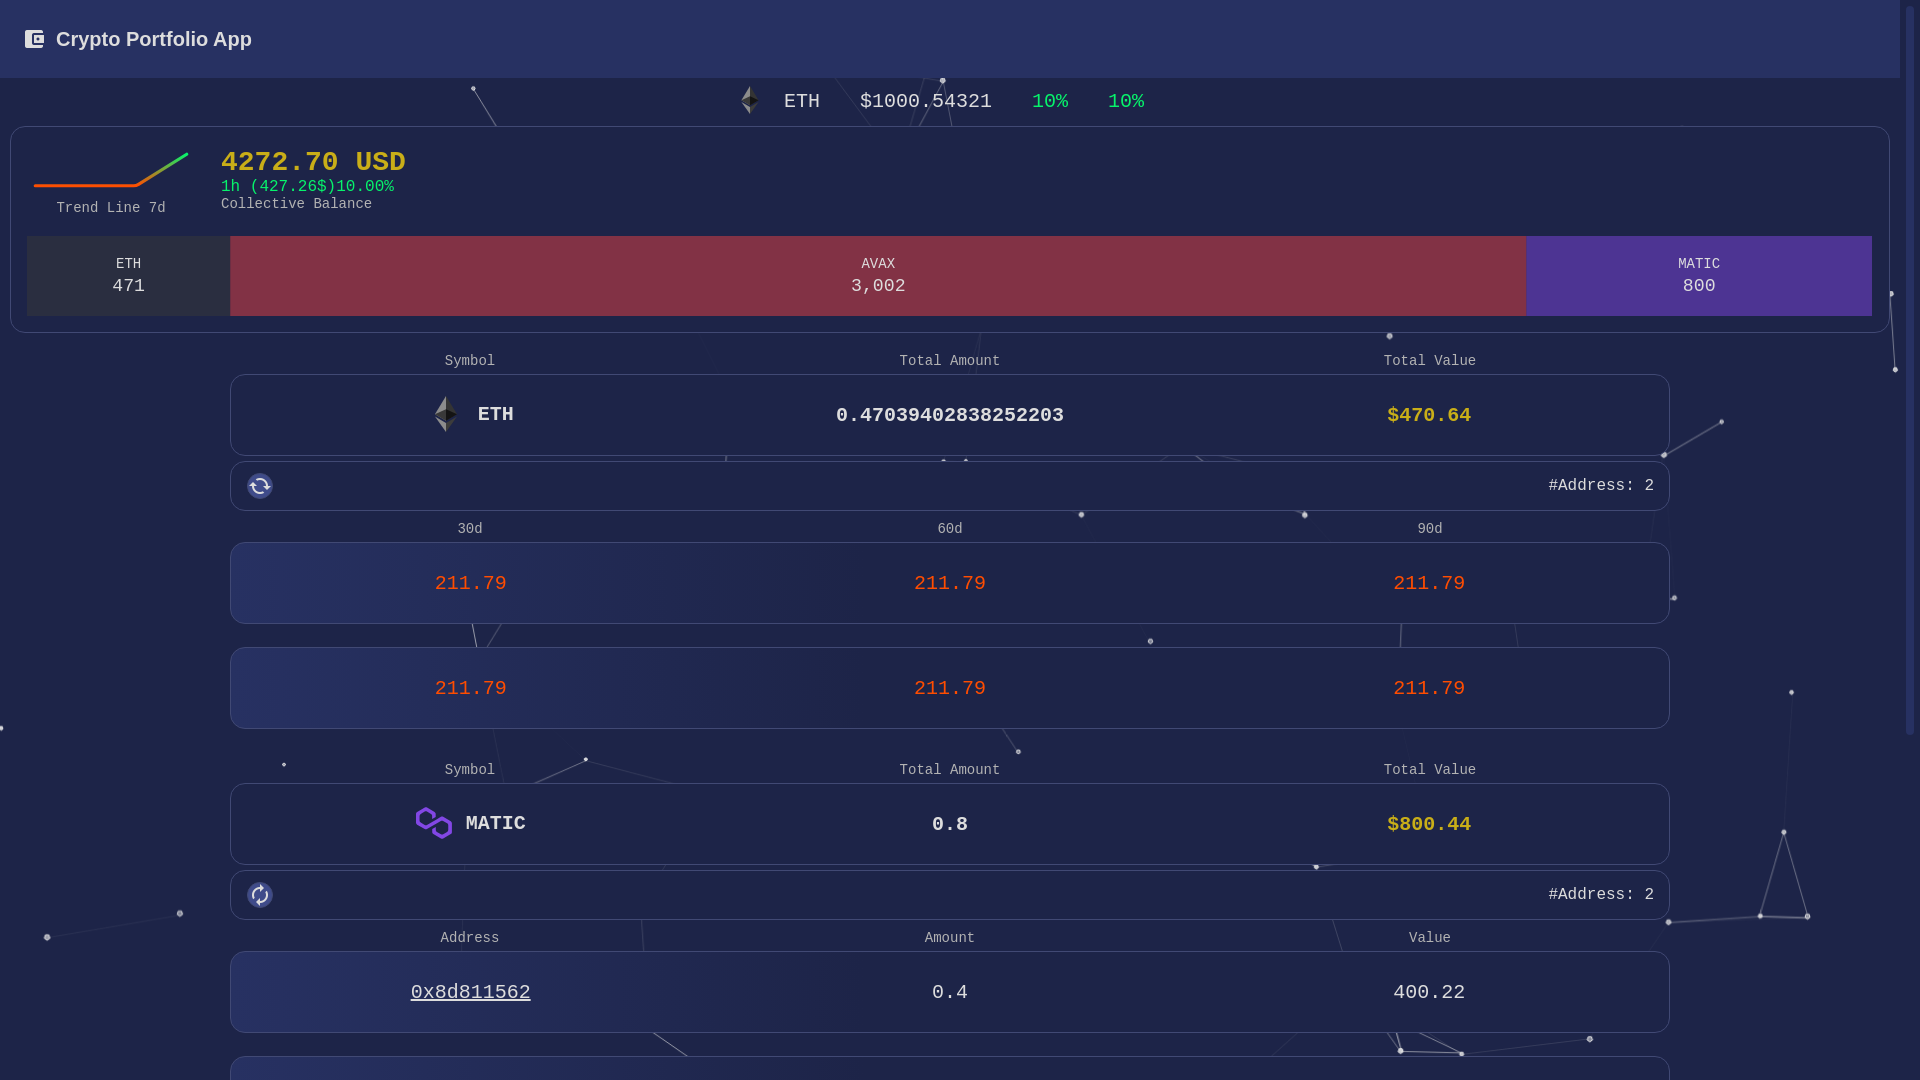 Crypto Portfolio App
ETH $1000.54321 10% 10%
4272.70 USD
1h (427.26$)10.00%
Collective Balance
Trend Line 7d
ETH
471
AVAX
3,002
MATIC
800
Symbol Total Amount Total Value
ETH 0.47039402838252203 $470.64
#Address: 2
30d 60d 90d
211.79 211.79 211.79
211.79 211.79 211.79
Symbol Total Amount Total Value
MATIC 0.8 $800.44
#Address: 2
Address Amount Value
0x8d811562 0.4 400.22